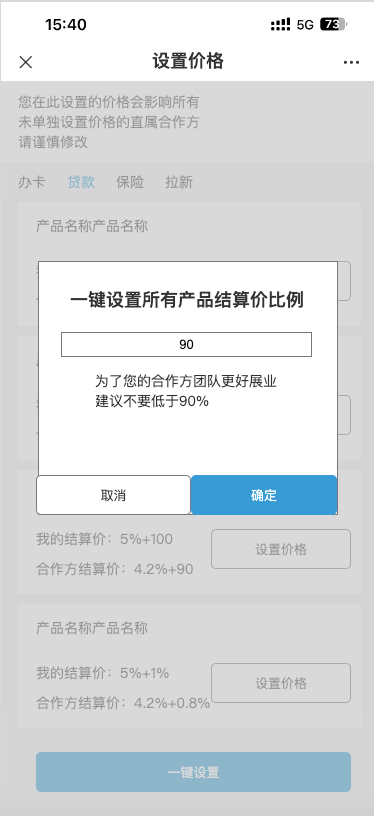 15:40
5G
73
设置价格
您在此设置的价格会影响所有
未单独设置价格的直属合作方
请谨慎修改
办卡 贷款 保险 拉新
产品名称产品名称
一键设置所有产品结算价比例
90
为了您的合作方团队更好展业
建议不要低于90%
取消 确定
我的结算价：5%+100
设置价格
合作方结算价：4.2%+90
产品名称产品名称
我的结算价：5%+1%
设置价格
合作方结算价：4.2%+0.8%
一键设置